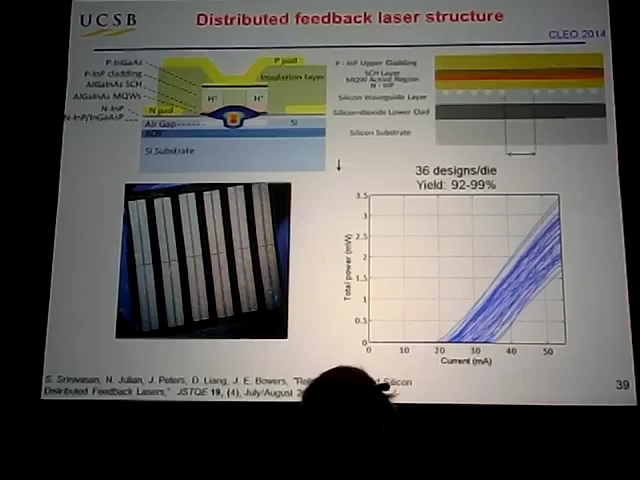 UCSB
Distributed feedback laser structure
CLEO 2014
P-InGaAs
P-InP cladding
AlGaInAs SCH
AlGaInAs MQWs
N-InP
N-InP/InGaAsP
P pad
Insulation layer
H+
H+
N pad
Air Gap
Si
Si Substrate
P - InP Upper Cladding
SCH Layer
MQW Active Region
N - InP
Silicon Waveguide Layer
Silicon-dioxide Lower Clad
Silicon Substrate
36 designs/die
Yield: 92-99%
Total power (mW)
3.5
3
2.5
2
1.5
1
0.5
0
0 10 20 30 40 50
Current (mA)
S. Srinivasan, N. Julian, J. Peters, D. Liang, J. E. Bowers, "Reli Silicon
Distributed Feedback Lasers," JSTQE 19, (4), July/August
39